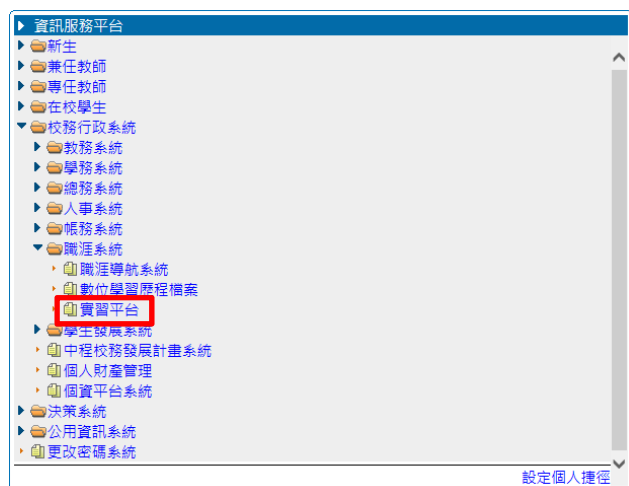 資訊服務平台
新生
兼任教師
專任教師
在校學生
校務行政系統
教務系統
學務系統
總務系統
人事系統
帳務系統
職涯系統
職涯導航系統
數位學習歷程檔案
實習平台
學生發展系統
中程校務發展計畫系統
個人財產管理
個資平台系統
決策系統
公用資訊系統
更改密碼系統
設定個人捷徑